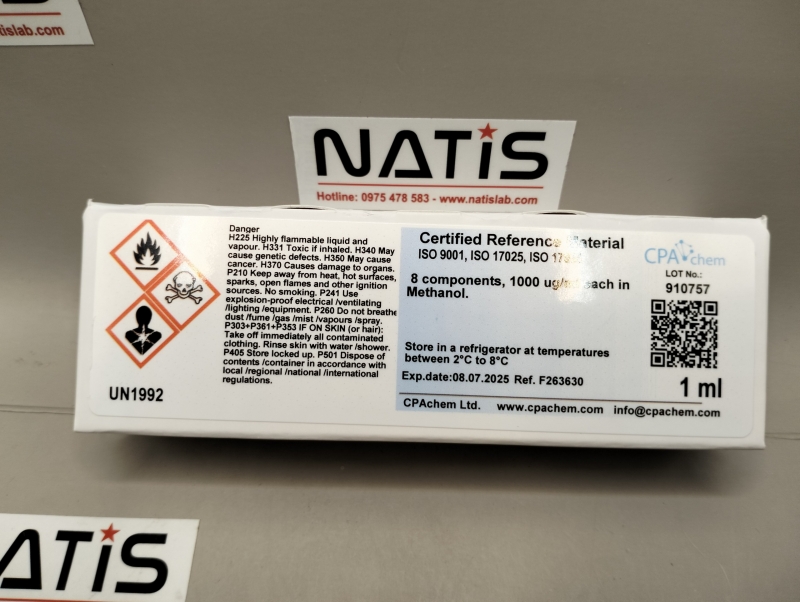 tislab.com
NATIS
Hotline: 0975 478 583 - www.natislab.com
Danger
H225 Highly flammable liquid and
vapour. H331 Toxic if inhaled. H340 May
cause genetic defects. H350 May cause
cancer. H370 Causes damage to organs.
P210 Keep away from heat, hot surfaces,
sparks, open flames and other ignition
sources. No smoking. P241 Use
explosion-proof electrical /ventilating
/lighting /equipment. P260 Do not breathe
dust /fume /gas /mist /vapours /spray.
P303+P361+P353 IF ON SKIN (or hair):
Take off immediately all contaminated
clothing. Rinse skin with water /shower.
P405 Store locked up. P501 Dispose of
contents /container in accordance with
local /regional /national /international
regulations.
UN1992
Certified Reference Material
ISO 9001, ISO 17025, ISO
8 components, 1000 each in
Methanol.
Store in a refrigerator at temperatures
between 2°C to 8°C
Exp.date:08.07.2025 Ref. F263630
CPAchem Ltd. www.cpachem.com info@cpachem.com
CPAchem
LOT No.:
910757
1 ml
ATIS